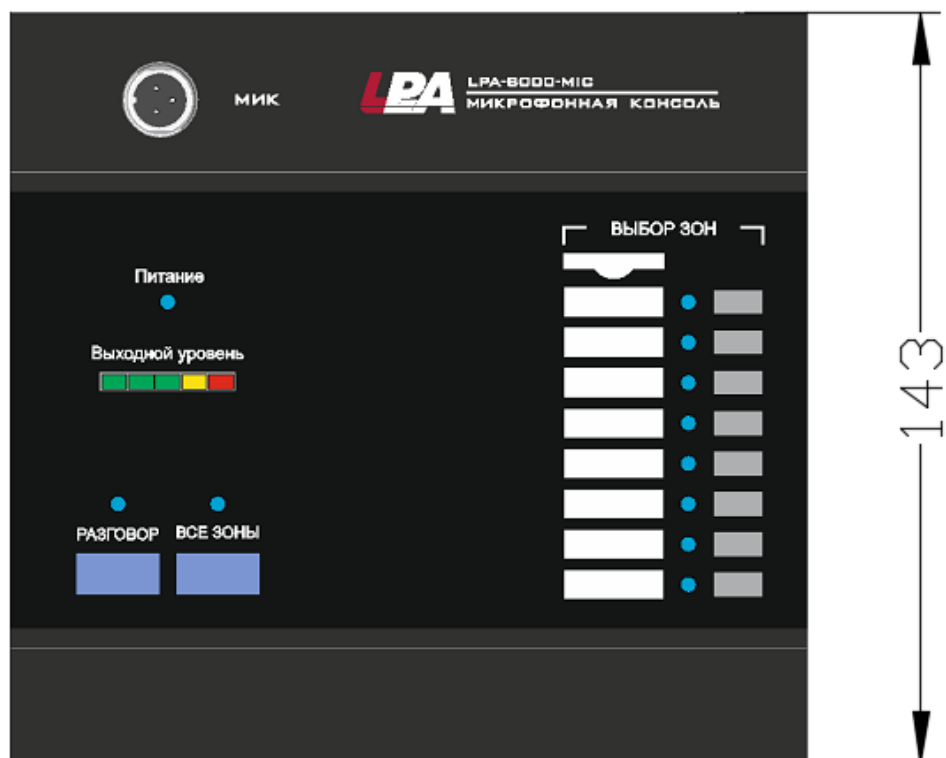 МИК
LPA
LPA-8000-MIC
МИКРОФОННАЯ КОНСОЛЬ
ВЫБОР ЗОН
Питание
Выходной уровень
РАЗГОВОР
ВСЕ ЗОНЫ
143